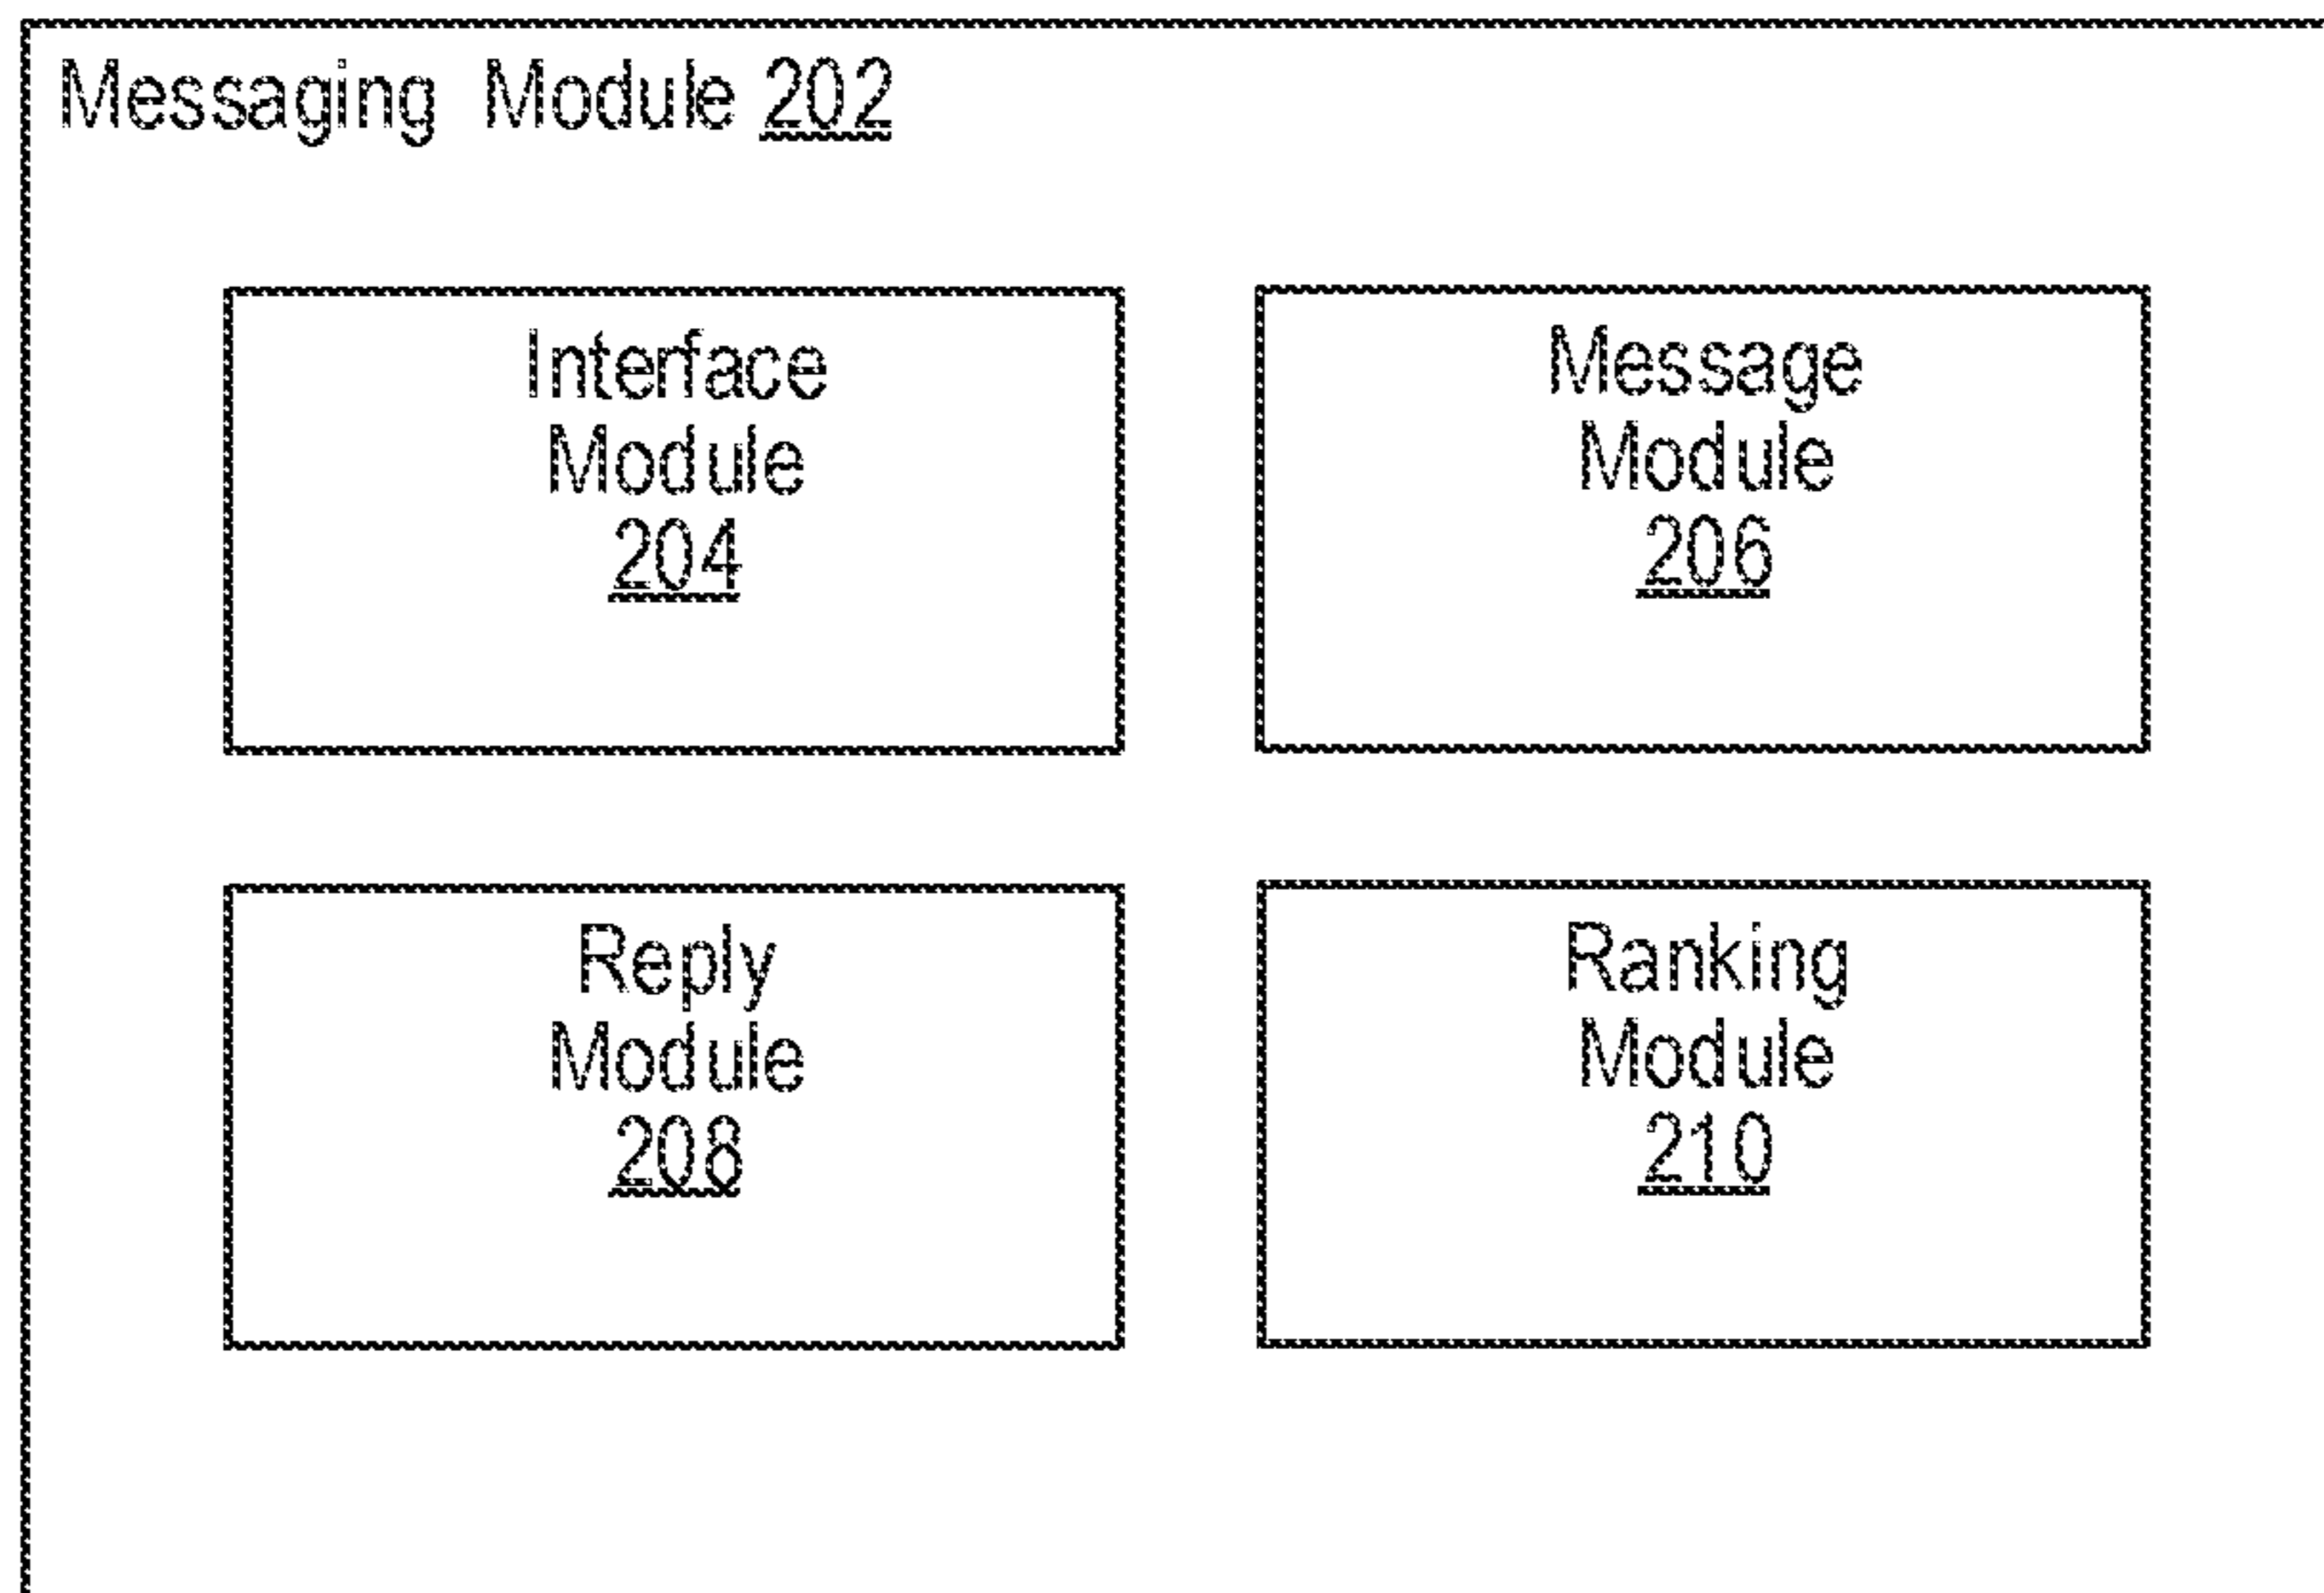 Messaging Module 202
Interface
Module
204
Message
Module
206
Reply
Module
208
Ranking
Module
210